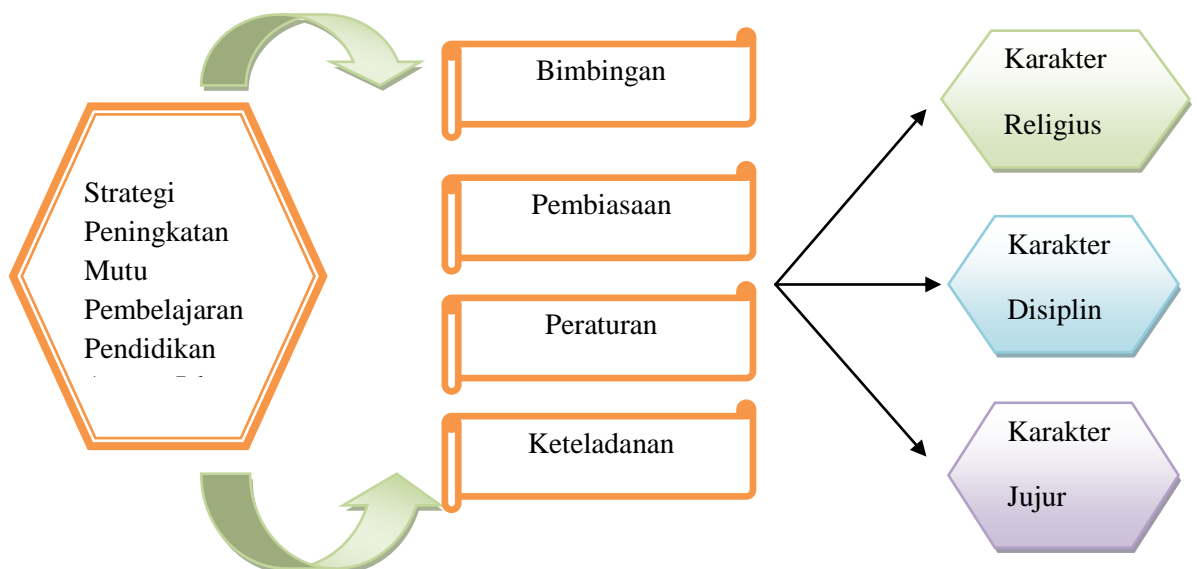 Strategi
Peningkatan
Mutu
Pembelajaran
Pendidikan
Bimbingan
Pembiasaan
Peraturan
Keteladanan
Karakter
Religius
Karakter
Disiplin
Karakter
Jujur